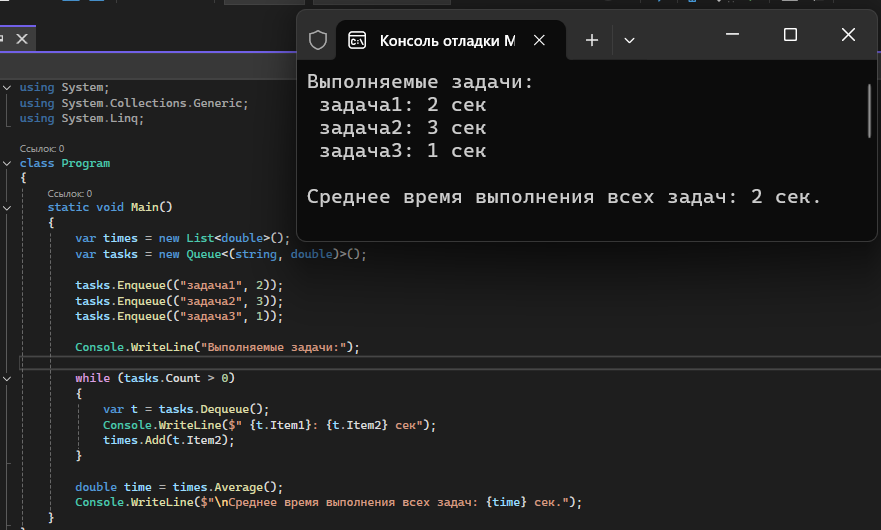 Консоль отладки M
Выполняемые задачи:
задача1: 2 сек
задача2: 3 сек
задача3: 1 сек
Среднее время выполнения всех задач: 2 сек.
using System;
using System.Collections.Generic;
using System.Linq;
Ссылок: 0
class Program
{
Ссылок: 0
static void Main()
{
var times = new List<double>();
var tasks = new Queue<(string, double)>();
tasks.Enqueue(("задача1", 2));
tasks.Enqueue(("задача2", 3));
tasks.Enqueue(("задача3", 1));
Console.WriteLine("Выполняемые задачи:");
while (tasks.Count > 0)
{
var t = tasks.Dequeue();
Console.WriteLine($" {t.Item1}: {t.Item2} сек");
times.Add(t.Item2);
}
double time = times.Average();
Console.WriteLine($"\nСреднее время выполнения всех задач: {time} сек.");
}